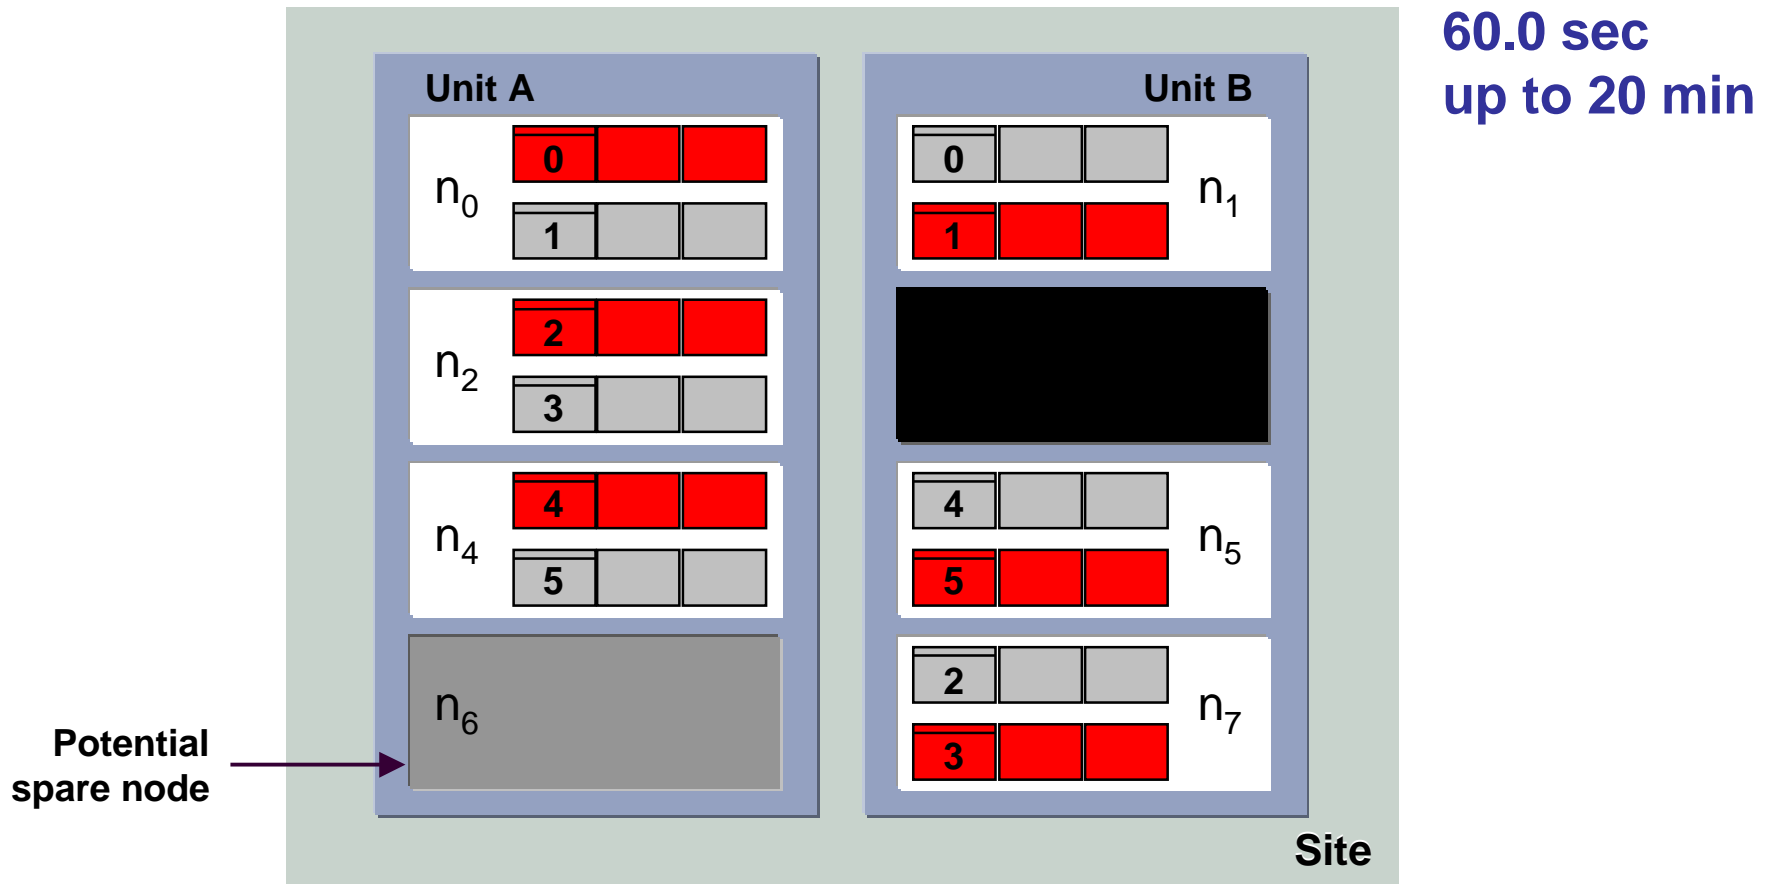 60.0 sec
up to 20 min
Unit A
n0
0
1
n2
2
3
n4
4
5
n6
Unit B
0
1
n1
4
5
n5
2
3
n7
Potential
spare node
Site